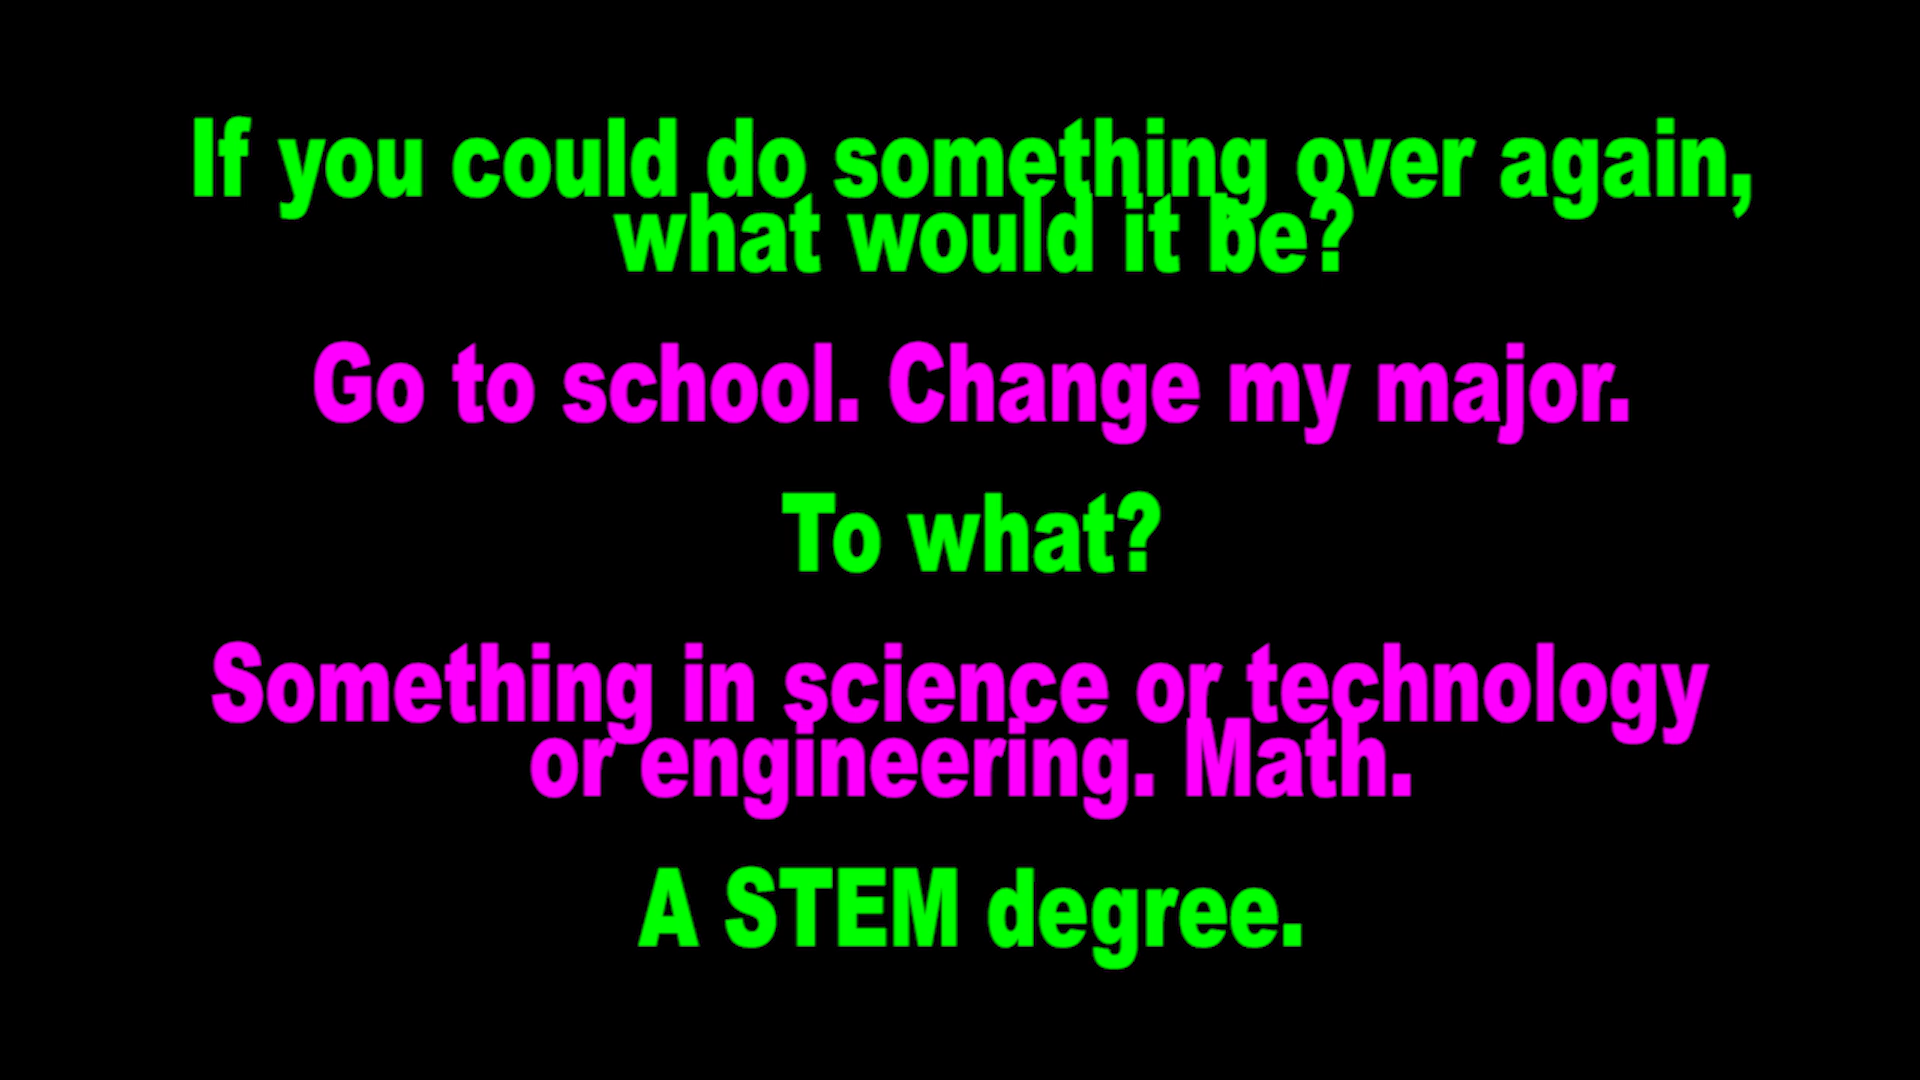 If you could do something over again,
what would it be?
Go to school. Change my major.
To what?
Something in science or technology
or engineering. Math.
A STEM degree.